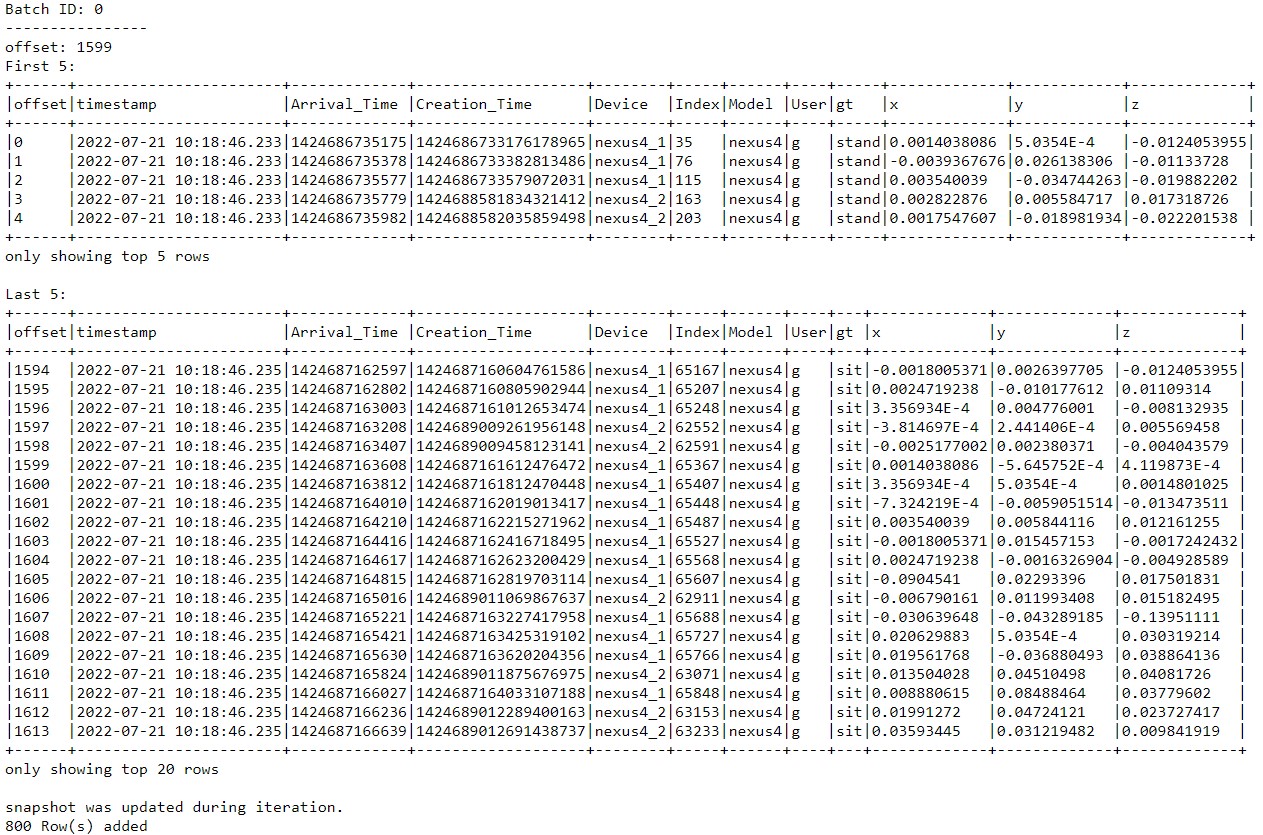 Batch ID: 0
----------------
offset: 1599
First 5:
+------+-----------------------+-------------+-------------------+--------+-----+------+----+-----+-------------+------------+-------------+
|offset|timestamp              |Arrival_Time |Creation_Time      |Device  |Index|Model |User|gt   |x            |y           |z            |
+------+-----------------------+-------------+-------------------+--------+-----+------+----+-----+-------------+------------+-------------+
|0     |2022-07-21 10:18:46.233|1424686735175|1424686733176178965|nexus4_1|35   |nexus4|g   |stand|0.0014038086 |5.0354E-4   |-0.0124053955|
|1     |2022-07-21 10:18:46.233|1424686735378|1424686733382813486|nexus4_1|76   |nexus4|g   |stand|-0.0039367676|0.026138306 |-0.01133728  |
|2     |2022-07-21 10:18:46.233|1424686735577|1424686733579072031|nexus4_1|115  |nexus4|g   |stand|0.003540039  |-0.034744263|-0.019882202 |
|3     |2022-07-21 10:18:46.233|1424686735779|1424688581834321412|nexus4_2|163  |nexus4|g   |stand|0.002822876  |0.005584717 |0.017318726  |
|4     |2022-07-21 10:18:46.233|1424686735982|1424688582035859498|nexus4_2|203  |nexus4|g   |stand|0.0017547607 |-0.018981934|-0.022201538 |
+------+-----------------------+-------------+-------------------+--------+-----+------+----+-----+-------------+------------+-------------+
only showing top 5 rows
Last 5:
+------+-----------------------+-------------+-------------------+--------+-----+------+----+---+-------------+-------------+-------------+
|offset|timestamp              |Arrival_Time |Creation_Time      |Device  |Index|Model |User|gt |x            |y            |z            |
+------+-----------------------+-------------+-------------------+--------+-----+------+----+---+-------------+-------------+-------------+
|1594  |2022-07-21 10:18:46.235|1424687162597|1424687160604761586|nexus4_1|65167|nexus4|g   |sit|-0.0018005371|0.0026397705 |-0.0124053955|
|1595  |2022-07-21 10:18:46.235|1424687162802|1424687160805902944|nexus4_1|65207|nexus4|g   |sit|0.0024719238 |-0.010177612 |0.01109314   |
|1596  |2022-07-21 10:18:46.235|1424687163003|1424687161012653474|nexus4_1|65248|nexus4|g   |sit|3.356934E-4  |0.004776001  |-0.008132935 |
|1597  |2022-07-21 10:18:46.235|1424687163208|1424689009261956148|nexus4_2|62552|nexus4|g   |sit|-3.814697E-4 |2.441406E-4  |0.005569458  |
|1598  |2022-07-21 10:18:46.235|1424687163407|1424689009458123141|nexus4_2|62591|nexus4|g   |sit|-0.0025177002|0.002380371  |-0.004043579 |
|1599  |2022-07-21 10:18:46.235|1424687163608|1424687161612476472|nexus4_1|65367|nexus4|g   |sit|0.0014038086 |-5.645752E-4 |4.119873E-4  |
|1600  |2022-07-21 10:18:46.235|1424687163812|1424687161812470448|nexus4_1|65407|nexus4|g   |sit|3.356934E-4  |5.0354E-4    |0.0014801025 |
|1601  |2022-07-21 10:18:46.235|1424687164010|1424687162019013417|nexus4_1|65448|nexus4|g   |sit|-7.324219E-4 |-0.0059051514|-0.013473511 |
|1602  |2022-07-21 10:18:46.235|1424687164210|1424687162215271962|nexus4_1|65487|nexus4|g   |sit|0.003540039  |0.005844116  |0.012161255  |
|1603  |2022-07-21 10:18:46.235|1424687164416|1424687162416718495|nexus4_1|65527|nexus4|g   |sit|-0.0018005371|0.015457153  |-0.0017242432|
|1604  |2022-07-21 10:18:46.235|1424687164617|1424687162623200429|nexus4_1|65568|nexus4|g   |sit|0.0024719238 |-0.0016326904|-0.004928589 |
|1605  |2022-07-21 10:18:46.235|1424687164815|1424687162819703114|nexus4_1|65607|nexus4|g   |sit|-0.0904541   |0.02293396   |0.017501831  |
|1606  |2022-07-21 10:18:46.235|1424687165016|1424689011069867637|nexus4_2|62911|nexus4|g   |sit|-0.006790161 |0.011993408  |0.015182495  |
|1607  |2022-07-21 10:18:46.235|1424687165221|1424687163227417958|nexus4_1|65688|nexus4|g   |sit|-0.030639648 |-0.043289185 |-0.13951111  |
|1608  |2022-07-21 10:18:46.235|1424687165421|1424687163425319102|nexus4_1|65727|nexus4|g   |sit|0.020629883  |5.0354E-4    |0.030319214  |
|1609  |2022-07-21 10:18:46.235|1424687165630|1424687163620204356|nexus4_1|65766|nexus4|g   |sit|0.019561768  |-0.036880493 |0.038864136  |
|1610  |2022-07-21 10:18:46.235|1424687165824|1424689011875676975|nexus4_2|63071|nexus4|g   |sit|0.013504028  |0.04510498   |0.04081726   |
|1611  |2022-07-21 10:18:46.235|1424687166027|1424687164033107188|nexus4_1|65848|nexus4|g   |sit|0.008880615  |0.08488464   |0.03779602   |
|1612  |2022-07-21 10:18:46.235|1424687166236|1424689012289400163|nexus4_2|63153|nexus4|g   |sit|0.01991272   |0.04724121   |0.023727417  |
|1613  |2022-07-21 10:18:46.235|1424687166639|1424689012691438737|nexus4_2|63233|nexus4|g   |sit|0.03593445   |0.031219482  |0.009841919  |
+------+-----------------------+-------------+-------------------+--------+-----+------+----+---+-------------+-------------+-------------+
only showing top 20 rows
snapshot was updated during iteration.
800 Row(s) added